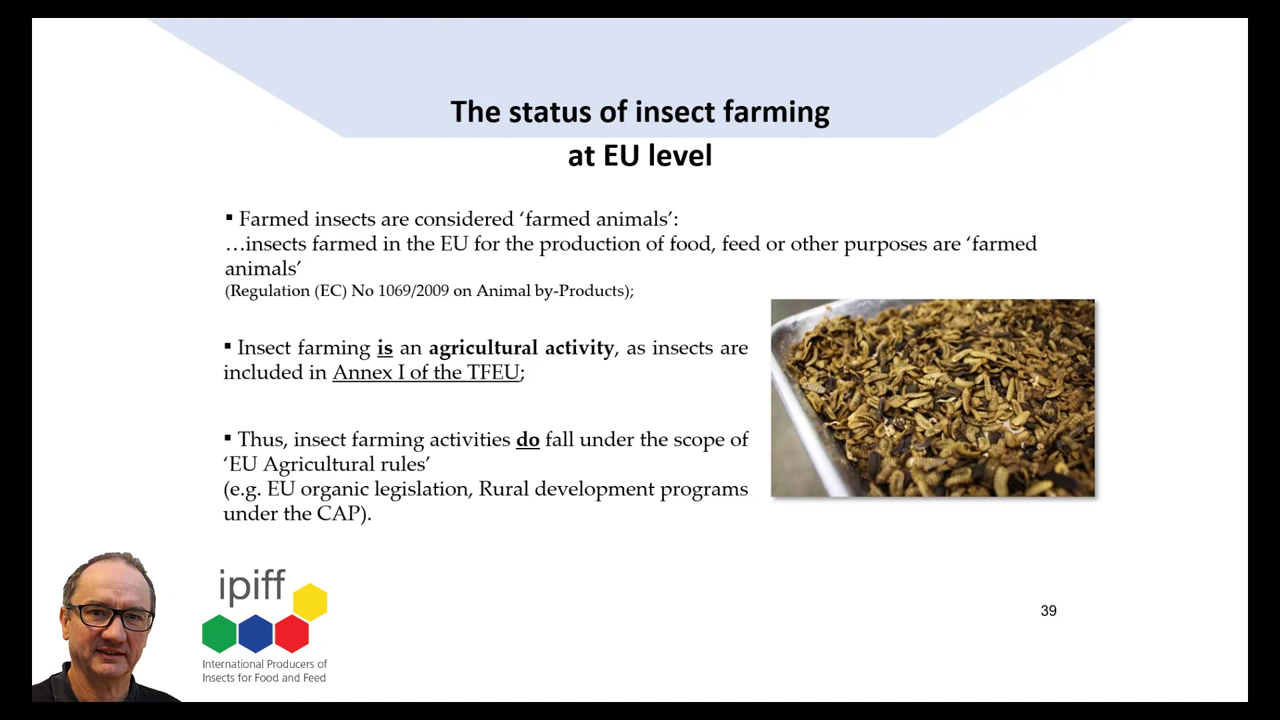 The status of insect farming
at EU level
▪ Farmed insects are considered ‘farmed animals’:
…insects farmed in the EU for the production of food, feed or other purposes are ‘farmed
animals’
(Regulation (EC) No 1069/2009 on Animal by-Products);
▪ Insect farming is an agricultural activity, as insects are
included in Annex I of the TFEU;
▪ Thus, insect farming activities do fall under the scope of
‘EU Agricultural rules’
(e.g. EU organic legislation, Rural development programs
under the CAP).
ipiff
International Producers of
Insects for Food and Feed
39